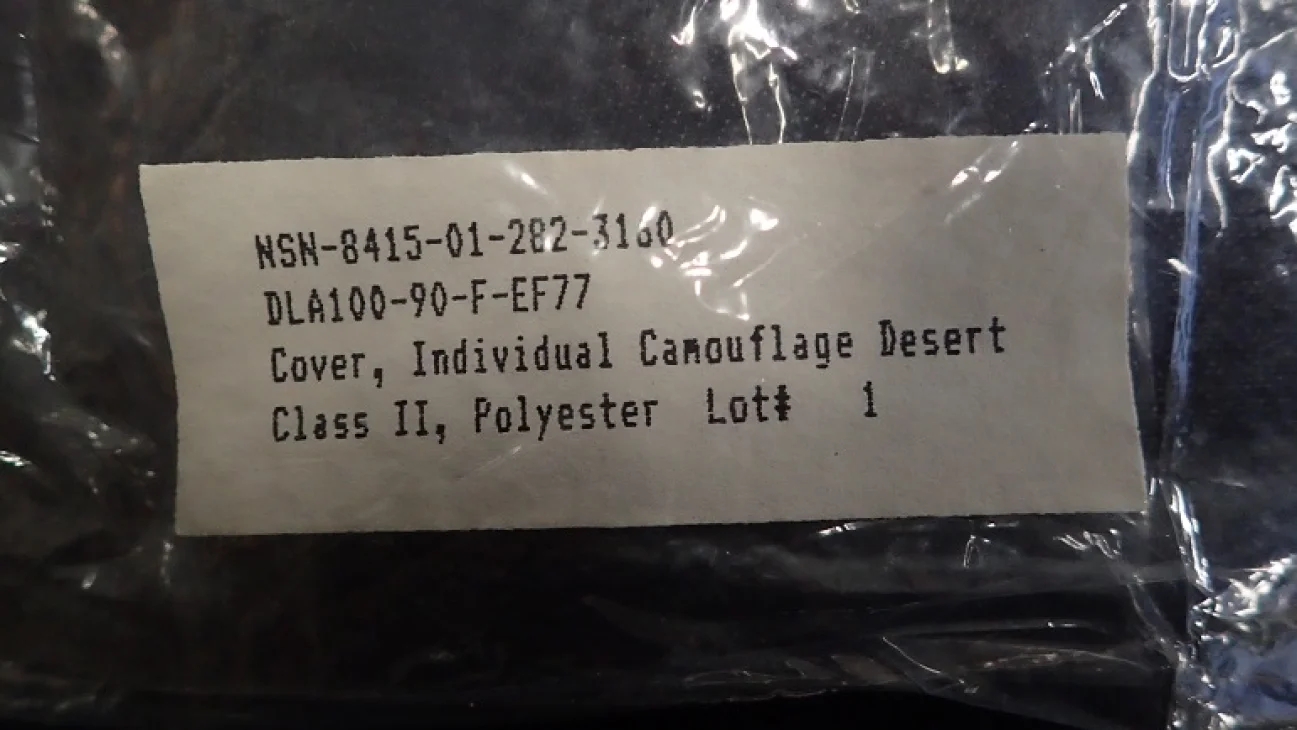 NSN-8415-01-282-3160
DLA100-90-F-EF77
Cover, Individual Camouflage Desert
Class II, Polyester Lot# 1